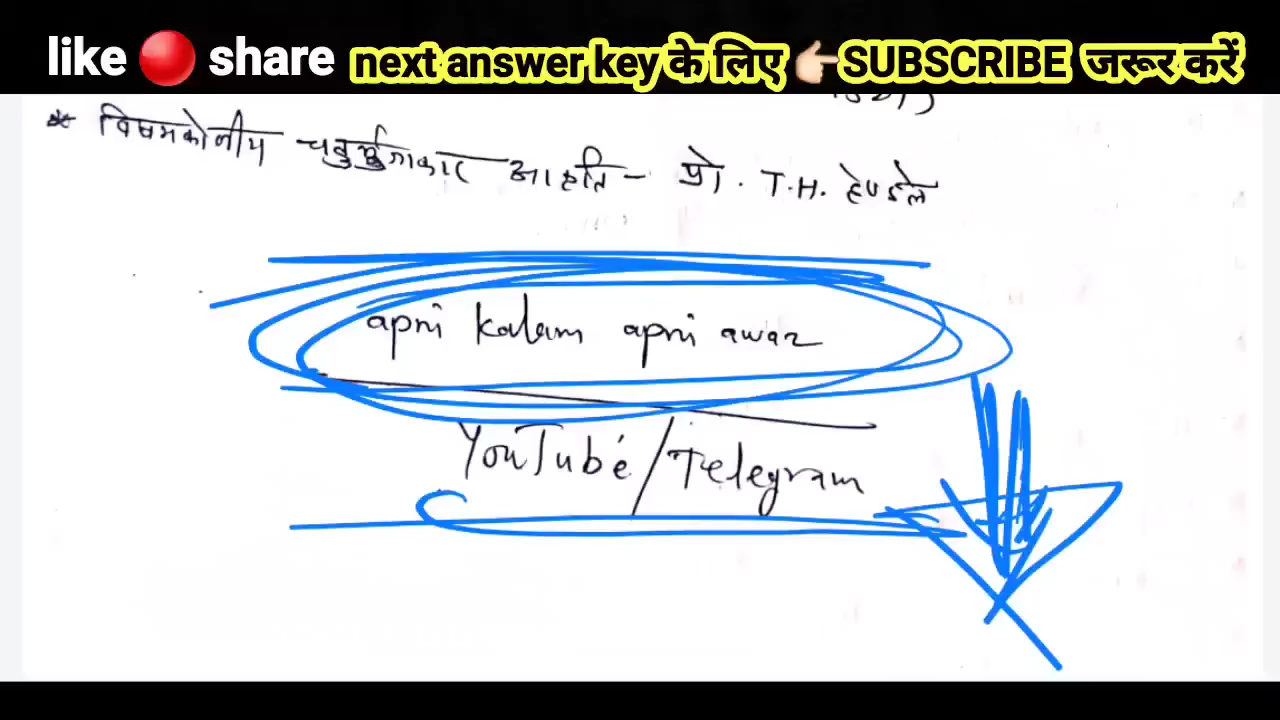 like 🔴 share next answer key के लिए 👉🏻SUBSCRIBE जरूर करें
* विषमकोनीय चतुर्भुजाकार आकृति - प्रो. T.H. हेण्डले
apni kalam apni awaz
YouTube/Telegram